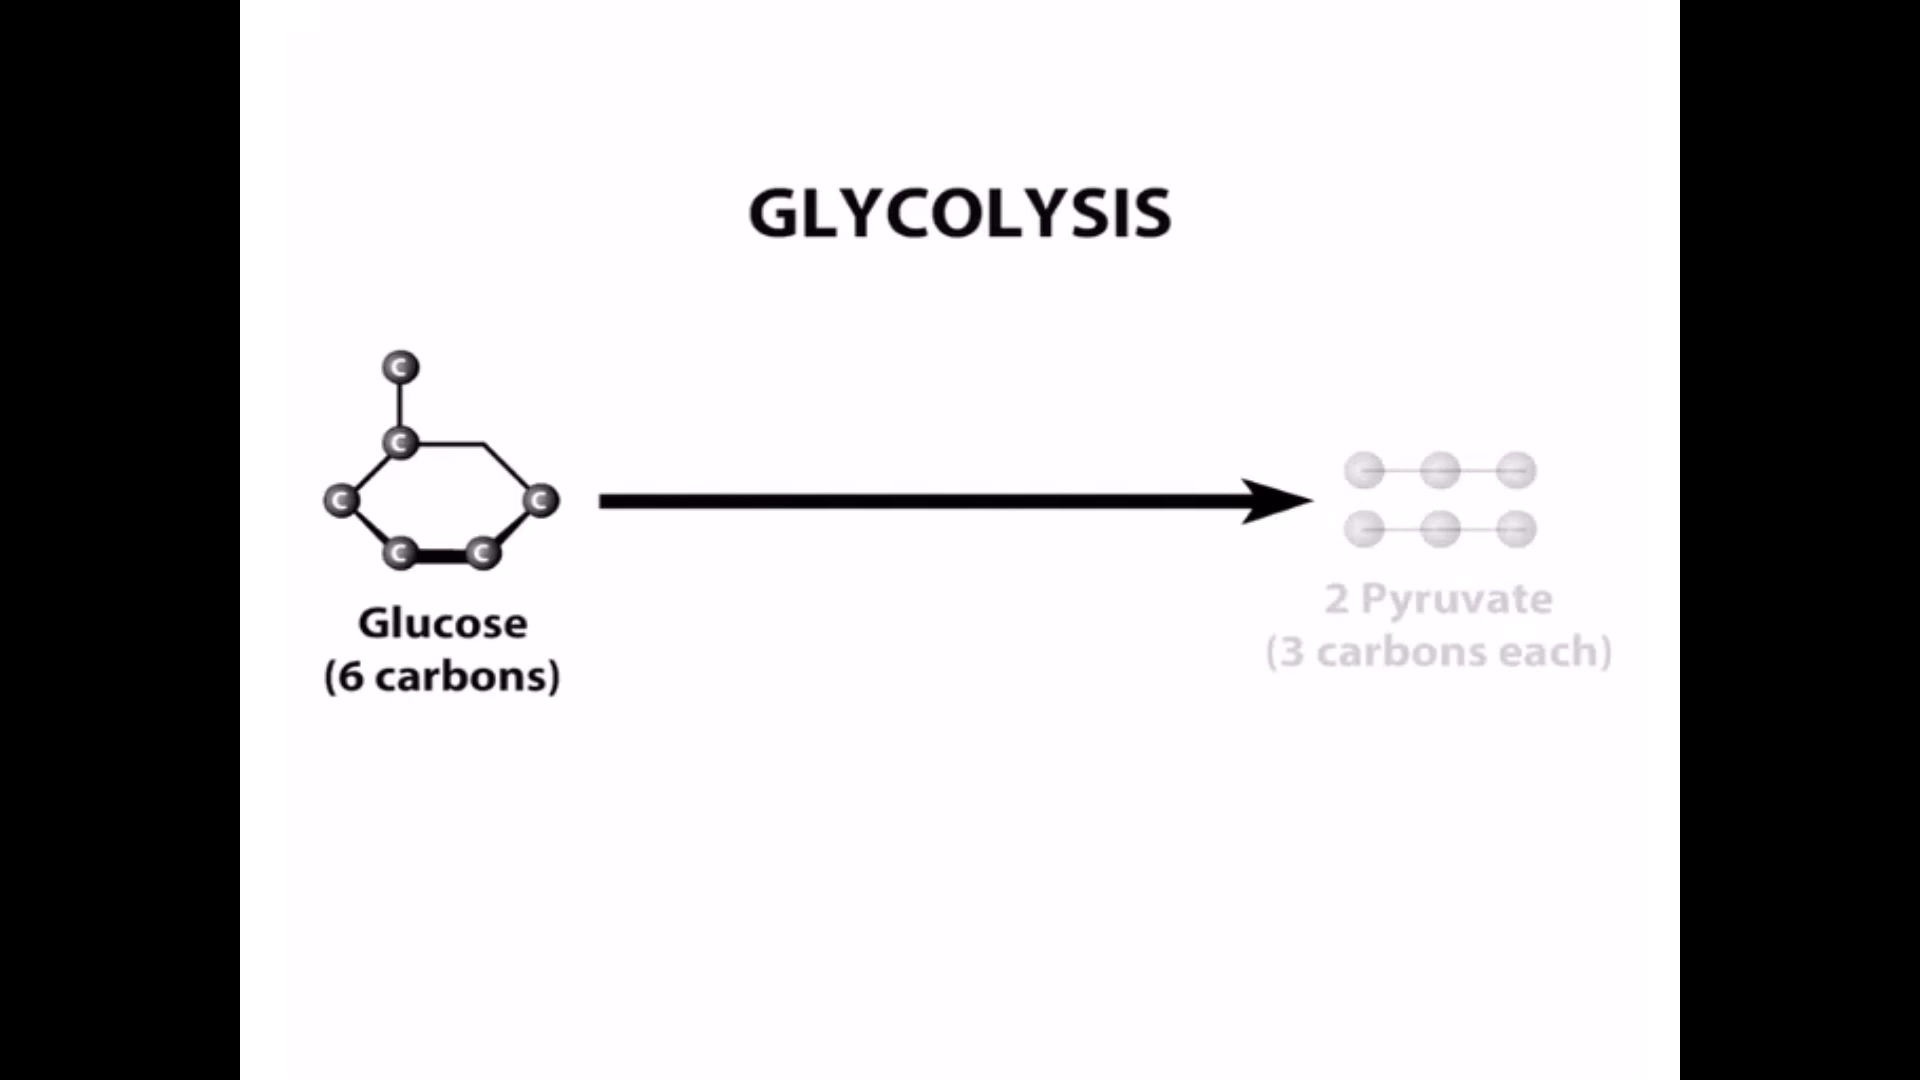 GLYCOLYSIS
C
C
C
C
C
C
Glucose
(6 carbons)
2 Pyruvate
(3 carbons each)